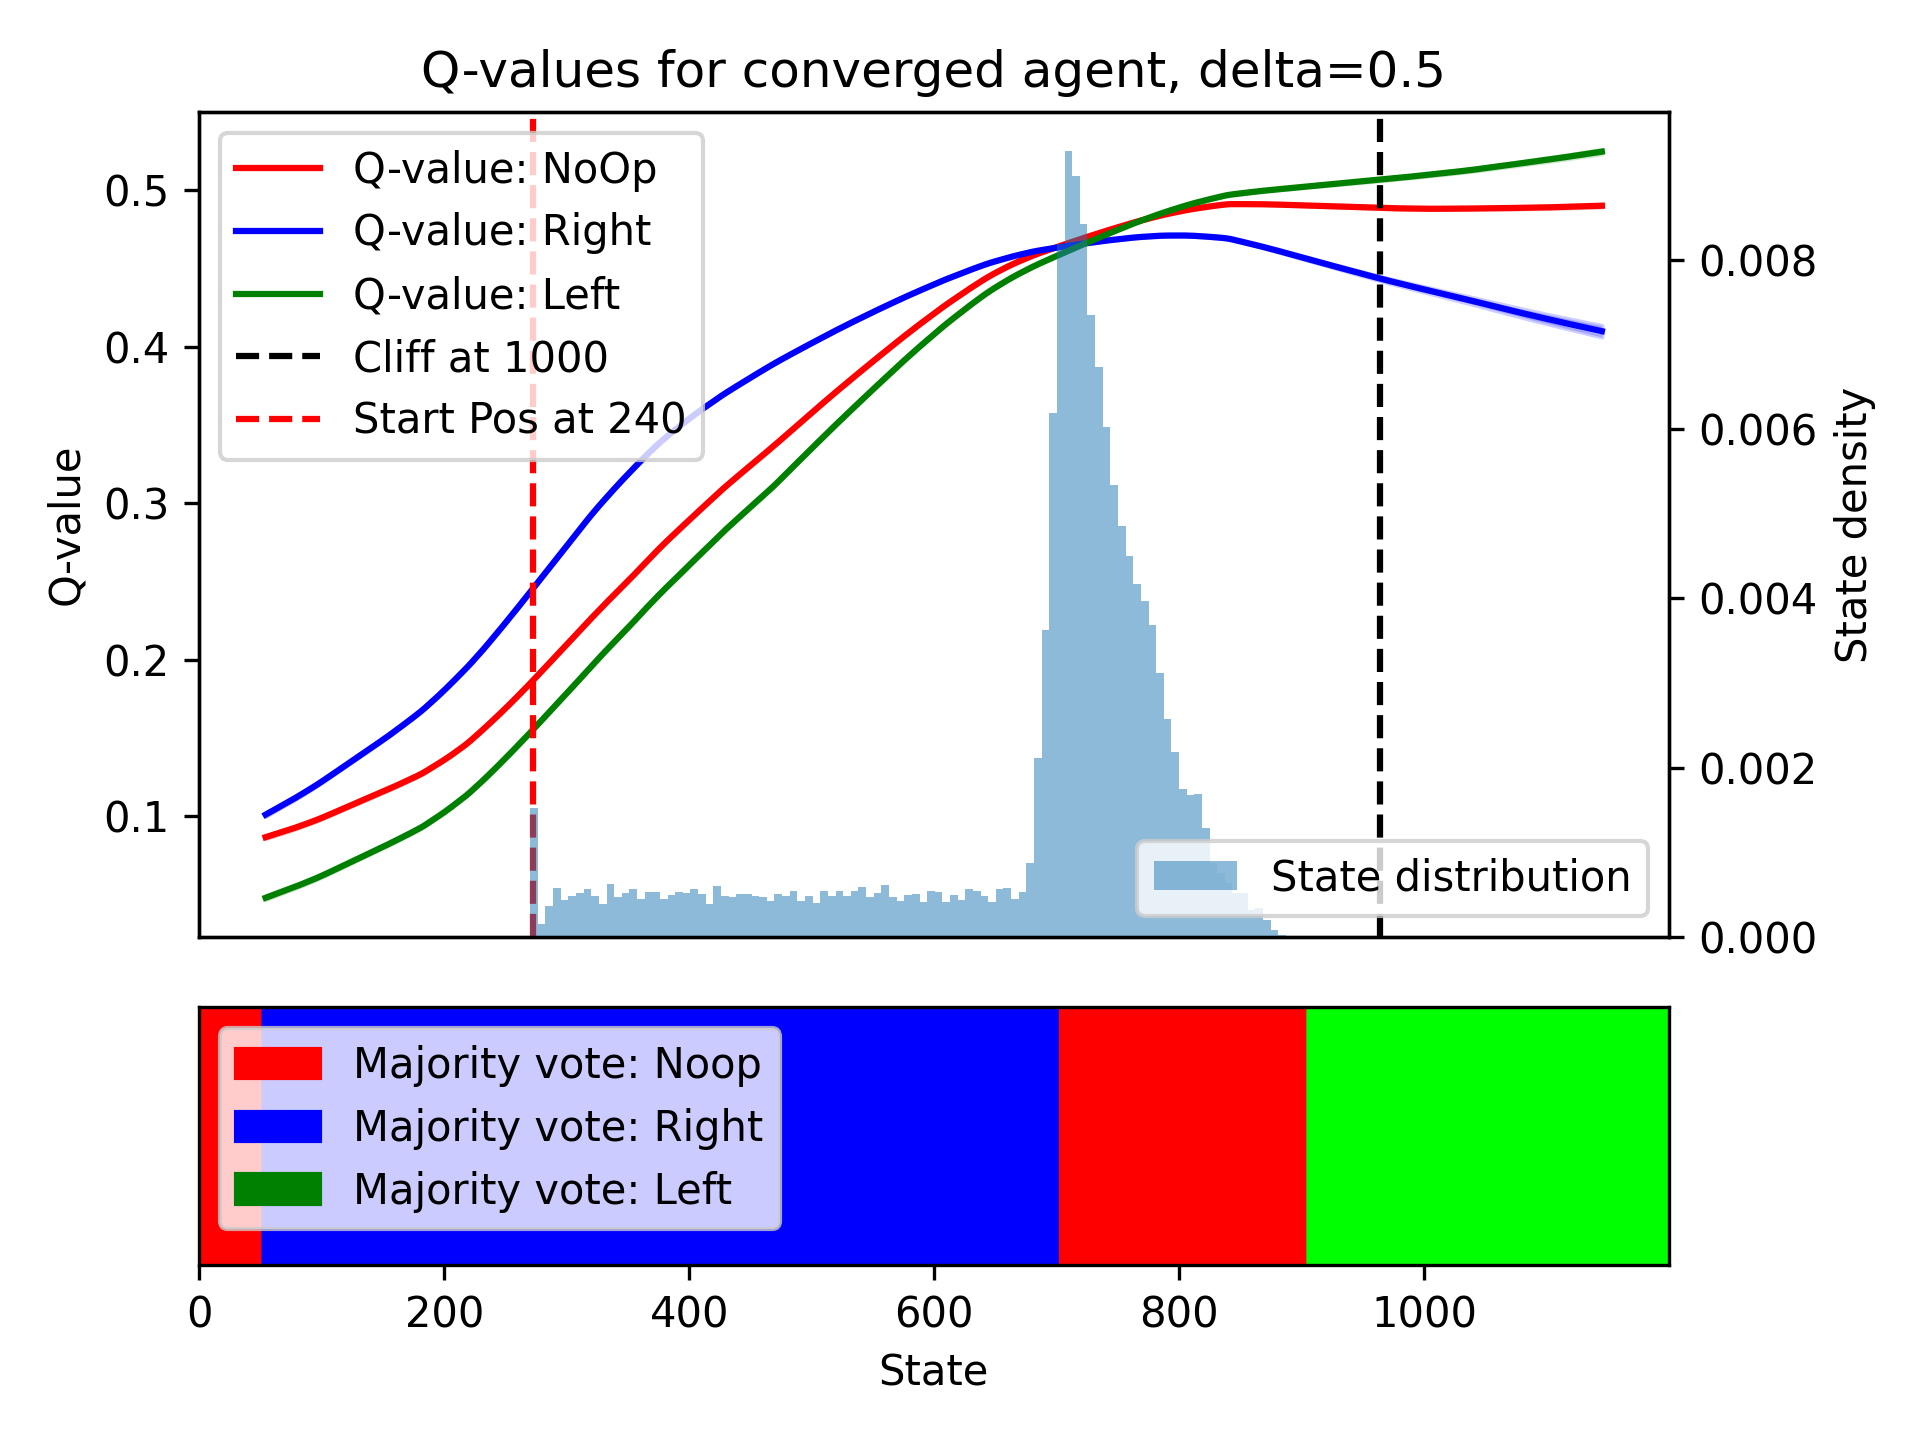 Q-values for converged agent, delta=0.5
Q-value: NoOp
Q-value: Right
Q-value: Left
Cliff at 1000
Start Pos at 240
0.5
0.4
0.3
0.2
0.1
Q-value
0.008
0.006
0.004
0.002
0.000
State density
State distribution
Majority vote: Noop
Majority vote: Right
Majority vote: Left
0 200 400 600 800 1000
State